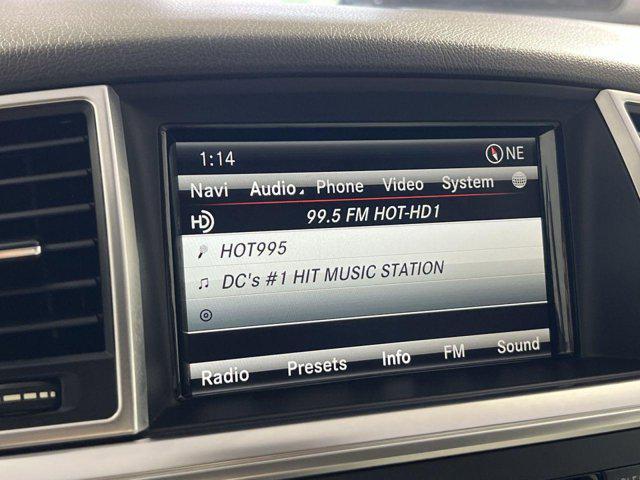 1:14 NE
Navi Audio Phone Video System
HD 99.5 FM HOT-HD1
HOT995
DC's #1 HIT MUSIC STATION
Radio Presets Info FM Sound